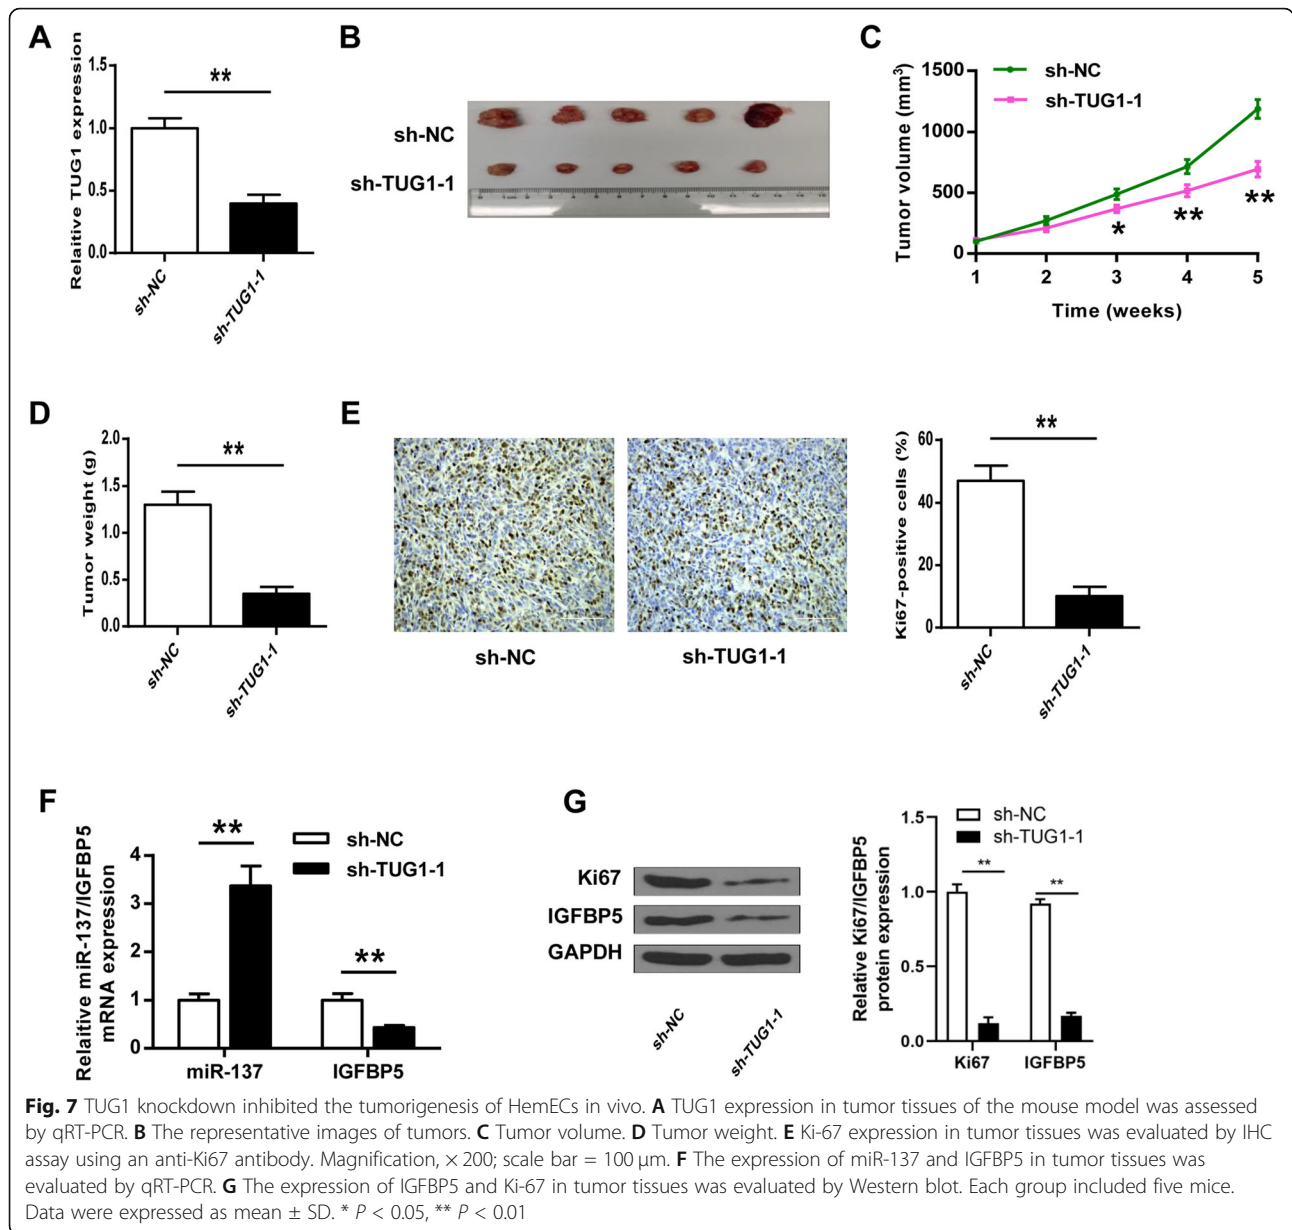 A
Relaitive TUG1 expression
1.5
1.0
0.5
0.0
**
sh-NC
sh-TUG1-1
B
sh-NC
sh-TUG1-1
C
Tumor volume (mm³)
1500
1000
500
0
sh-NC
sh-TUG1-1
*
**
**
1 2 3 4 5
Time (weeks)
D
Tumor weight (g)
2.0
1.5
1.0
0.5
0.0
**
sh-NC
sh-TUG1-1
E
sh-NC
sh-TUG1-1
Ki67-positive cells (%)
60
40
20
0
**
sh-NC
sh-TUG1-1
F
Relaitive miR-137/IGFBP5
mRNA expression
4
3
2
1
0
**
**
sh-NC
sh-TUG1-1
miR-137 IGFBP5
G
Ki67
IGFBP5
GAPDH
sh-NC
sh-TUG1-1
Relative Ki67/IGFBP5
protein expression
1.5
1.0
0.5
0.0
sh-NC
sh-TUG1-1
**
**
Ki67 IGFBP5
Fig. 7 TUG1 knockdown inhibited the tumorigenesis of HemECs in vivo. A TUG1 expression in tumor tissues of the mouse model was assessed
by qRT-PCR. B The representative images of tumors. C Tumor volume. D Tumor weight. E Ki-67 expression in tumor tissues was evaluated by IHC
assay using an anti-Ki67 antibody. Magnification, × 200; scale bar = 100 μm. F The expression of miR-137 and IGFBP5 in tumor tissues was
evaluated by qRT-PCR. G The expression of IGFBP5 and Ki-67 in tumor tissues was evaluated by Western blot. Each group included five mice.
Data were expressed as mean ± SD. * P < 0.05, ** P < 0.01